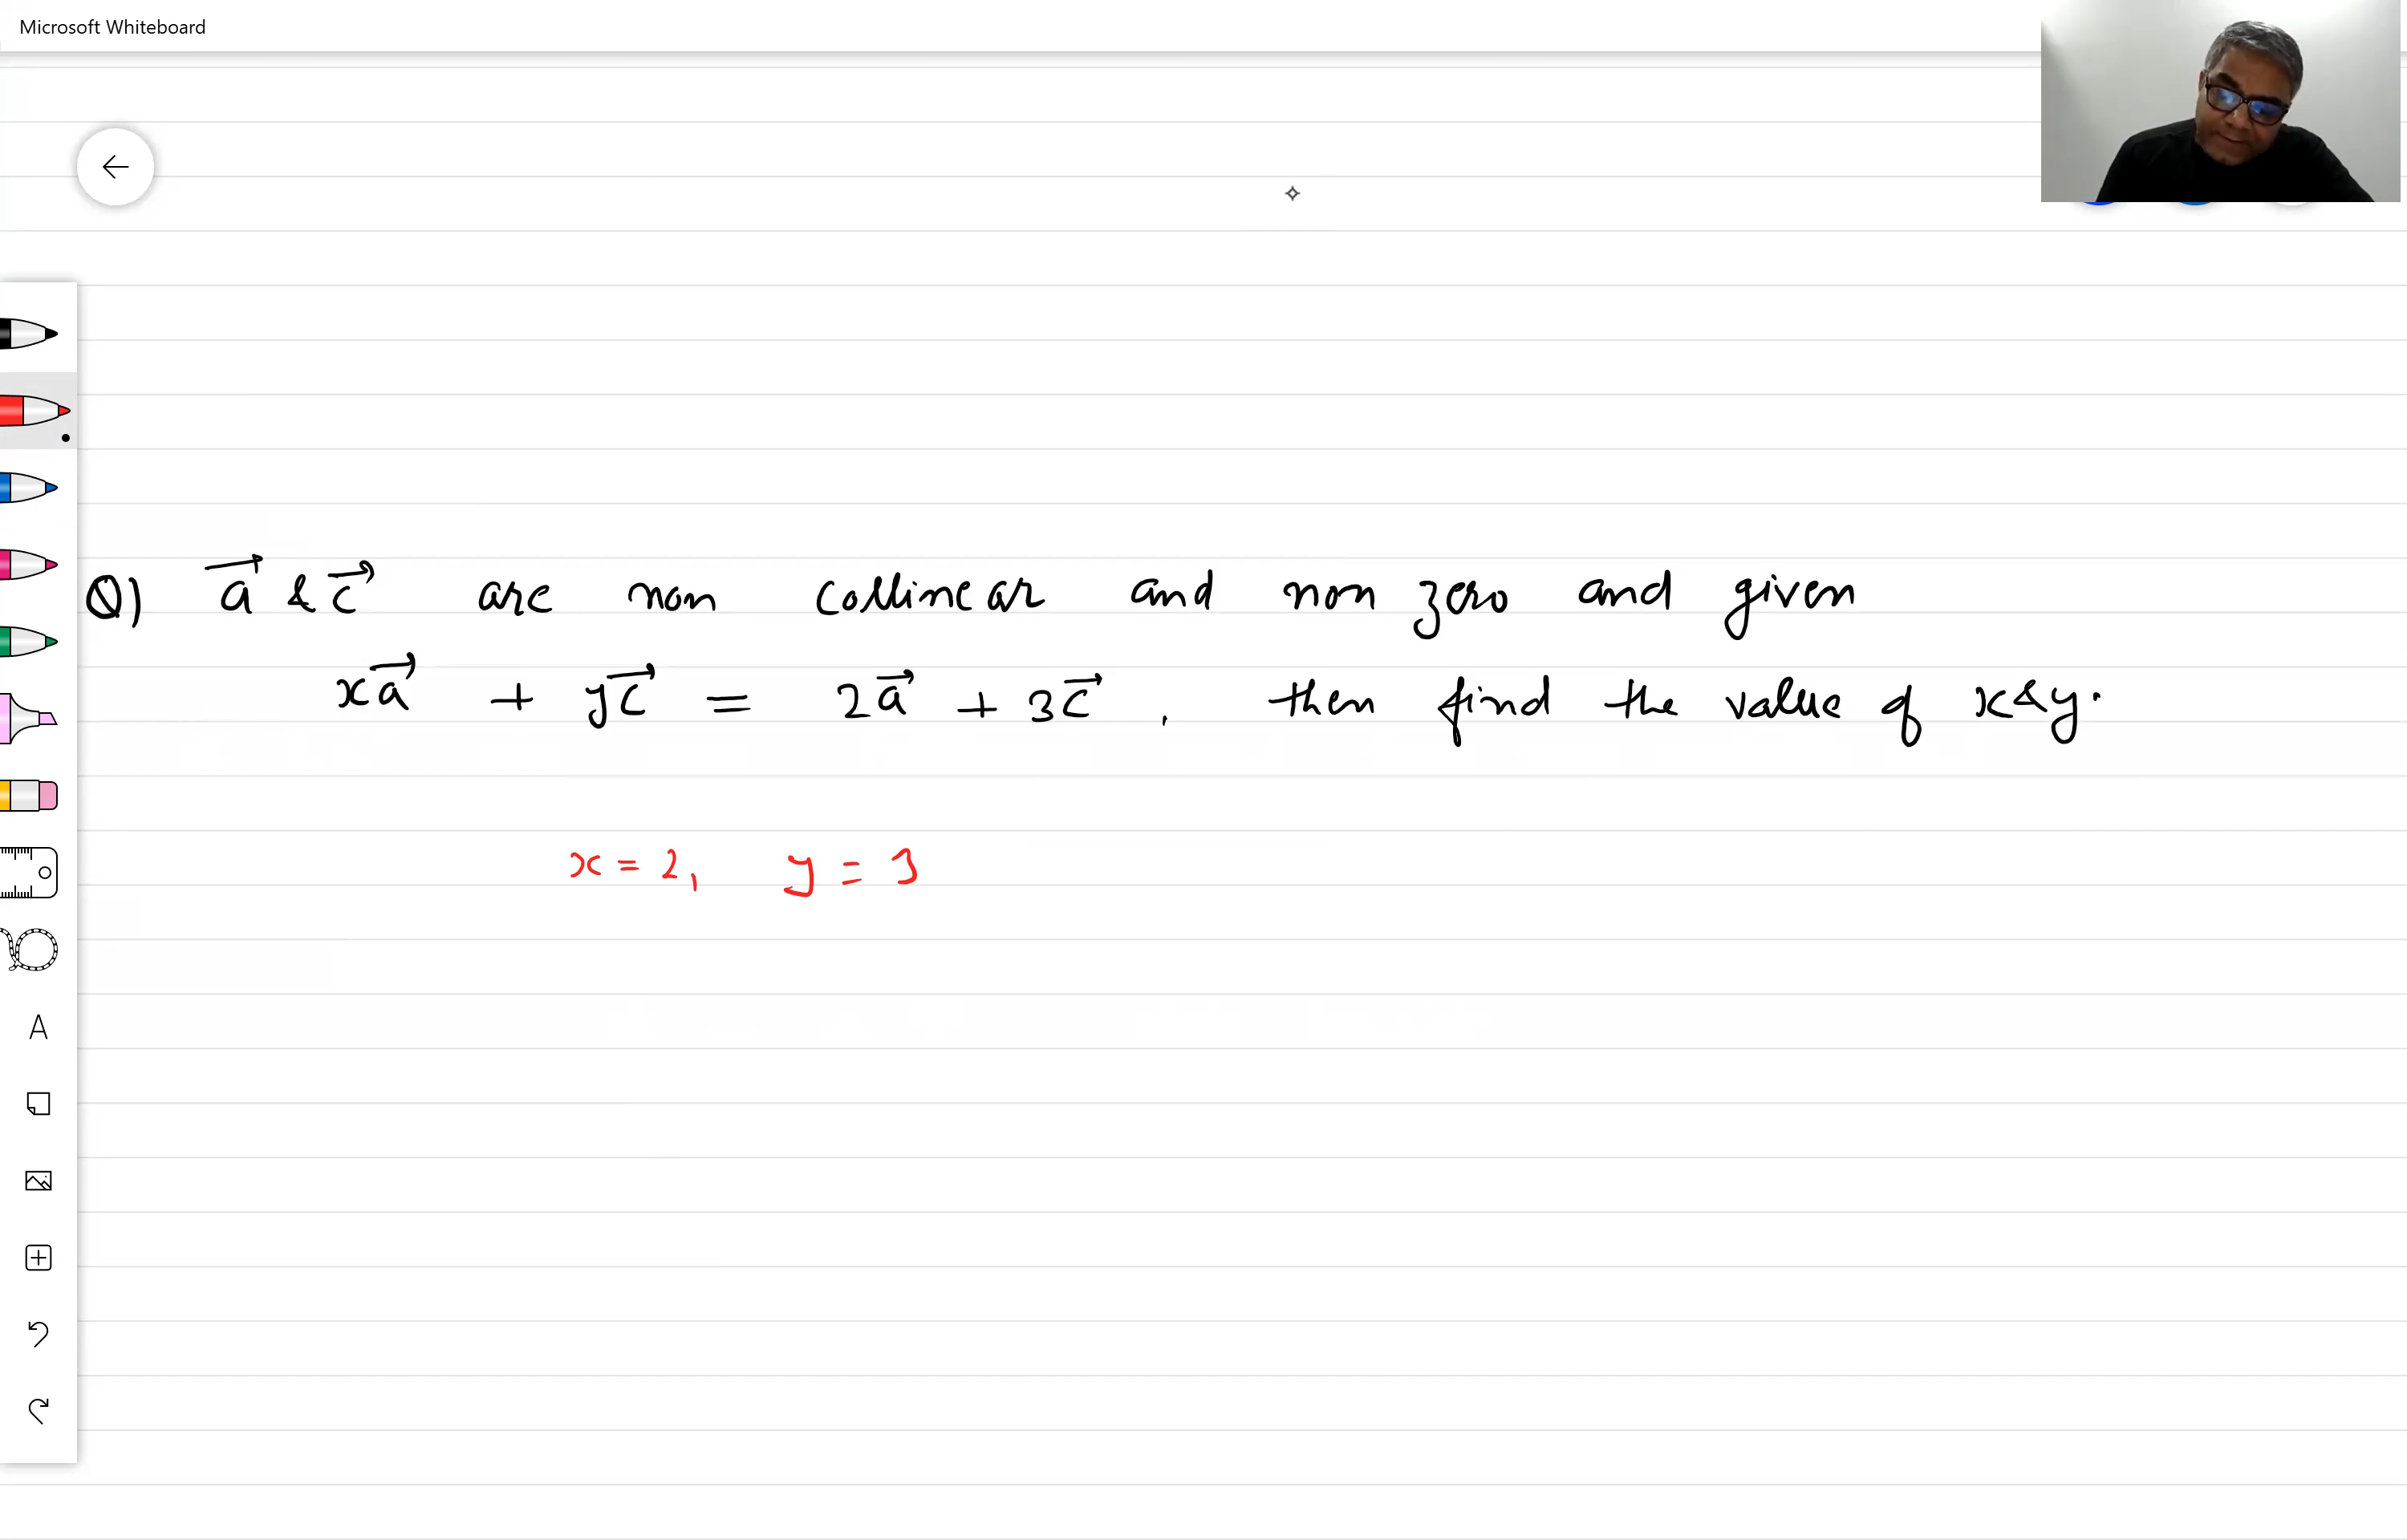 Microsoft Whiteboard
Q) a⃗ & c⃗ are non collinear and non zero and given
xa⃗ + yc⃗ = 2a⃗ + 3c⃗ , then find the value of x & y.
x = 2, y = 3
A